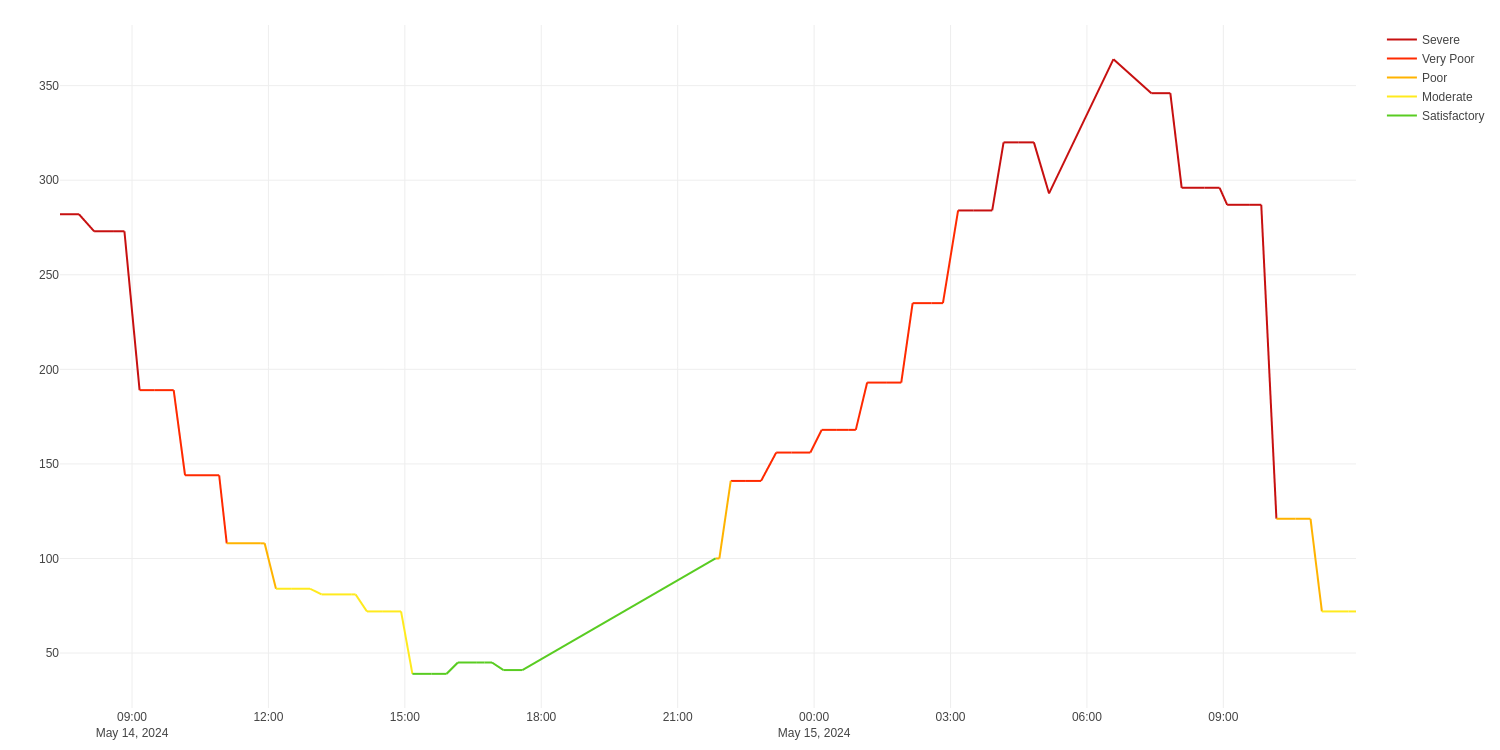 350
300
250
200
150
100
50
09:00
May 14, 2024
12:00
15:00
18:00
21:00
00:00
May 15, 2024
03:00
06:00
09:00
Severe
Very Poor
Poor
Moderate
Satisfactory